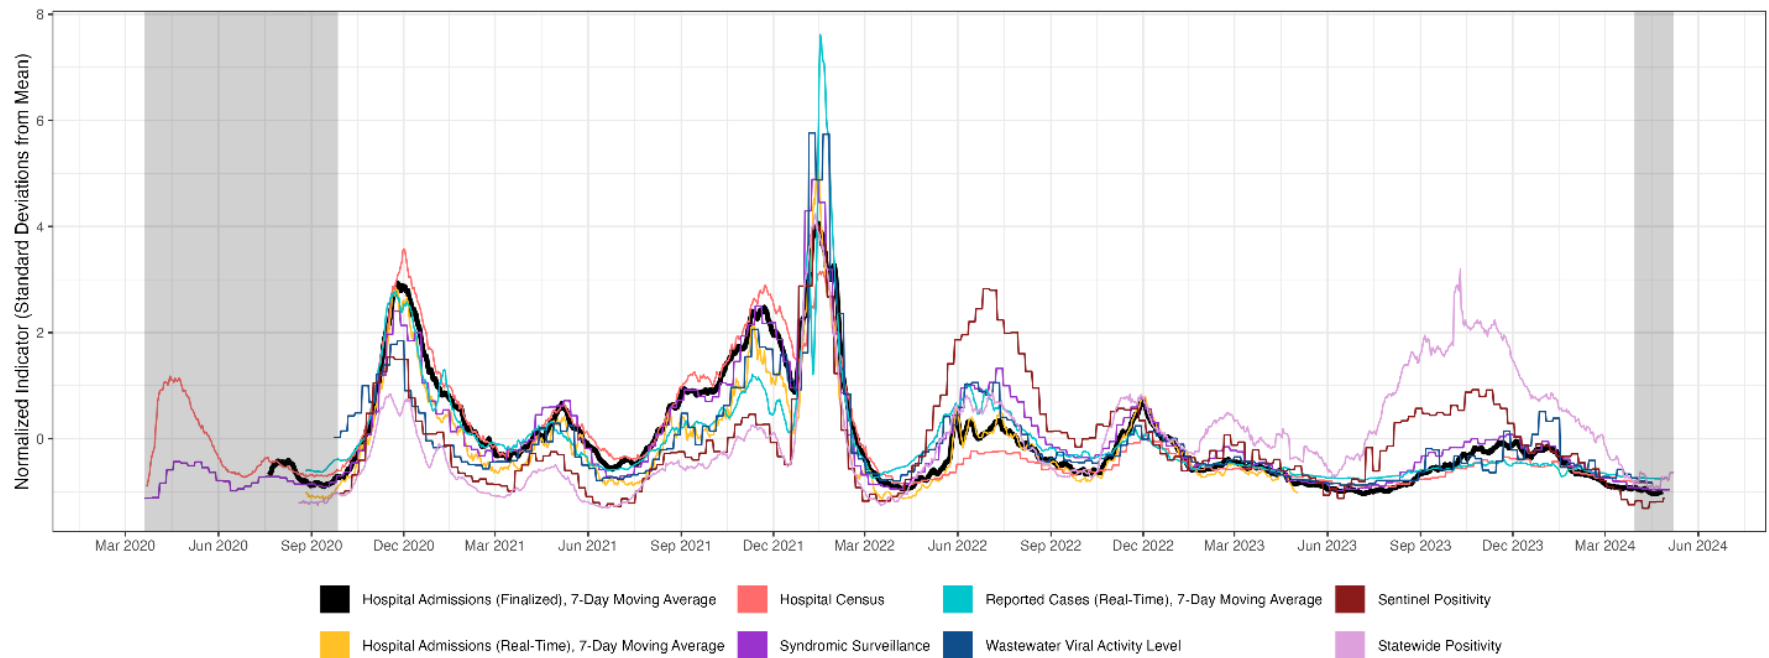 Normalized Indicator (Standard Deviations from Mean)
8
6
4
2
0
Mar 2020 Jun 2020 Sep 2020 Dec 2020 Mar 2021 Jun 2021 Sep 2021 Dec 2021 Mar 2022 Jun 2022 Sep 2022 Dec 2022 Mar 2023 Jun 2023 Sep 2023 Dec 2023 Mar 2024 Jun 2024
Hospital Admissions (Finalized), 7-Day Moving Average Hospital Census Reported Cases (Real-Time), 7-Day Moving Average Sentinel Positivity
Hospital Admissions (Real-Time), 7-Day Moving Average Syndromic Surveillance Wastewater Viral Activity Level Statewide Positivity